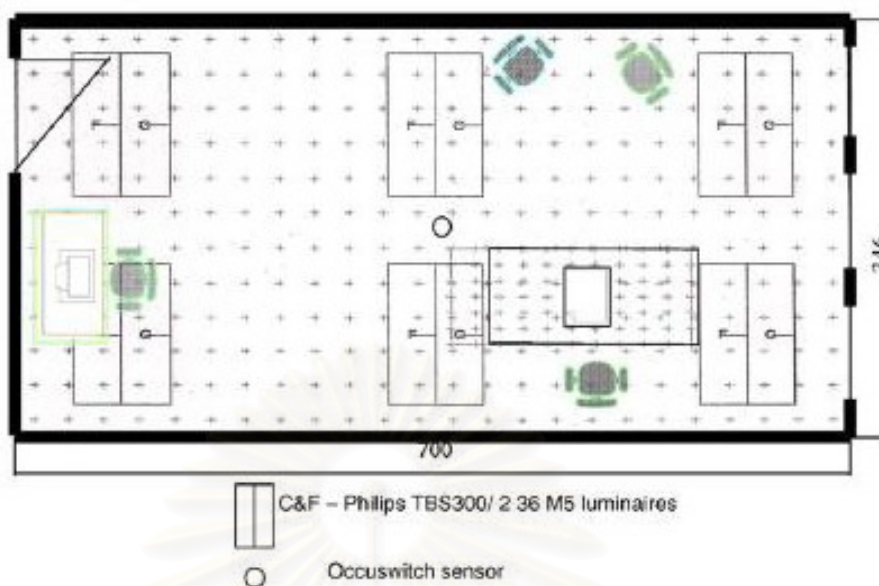 700
C&F – Philips TBS300/ 2 36 M5 luminaires
Occuswitch sensor